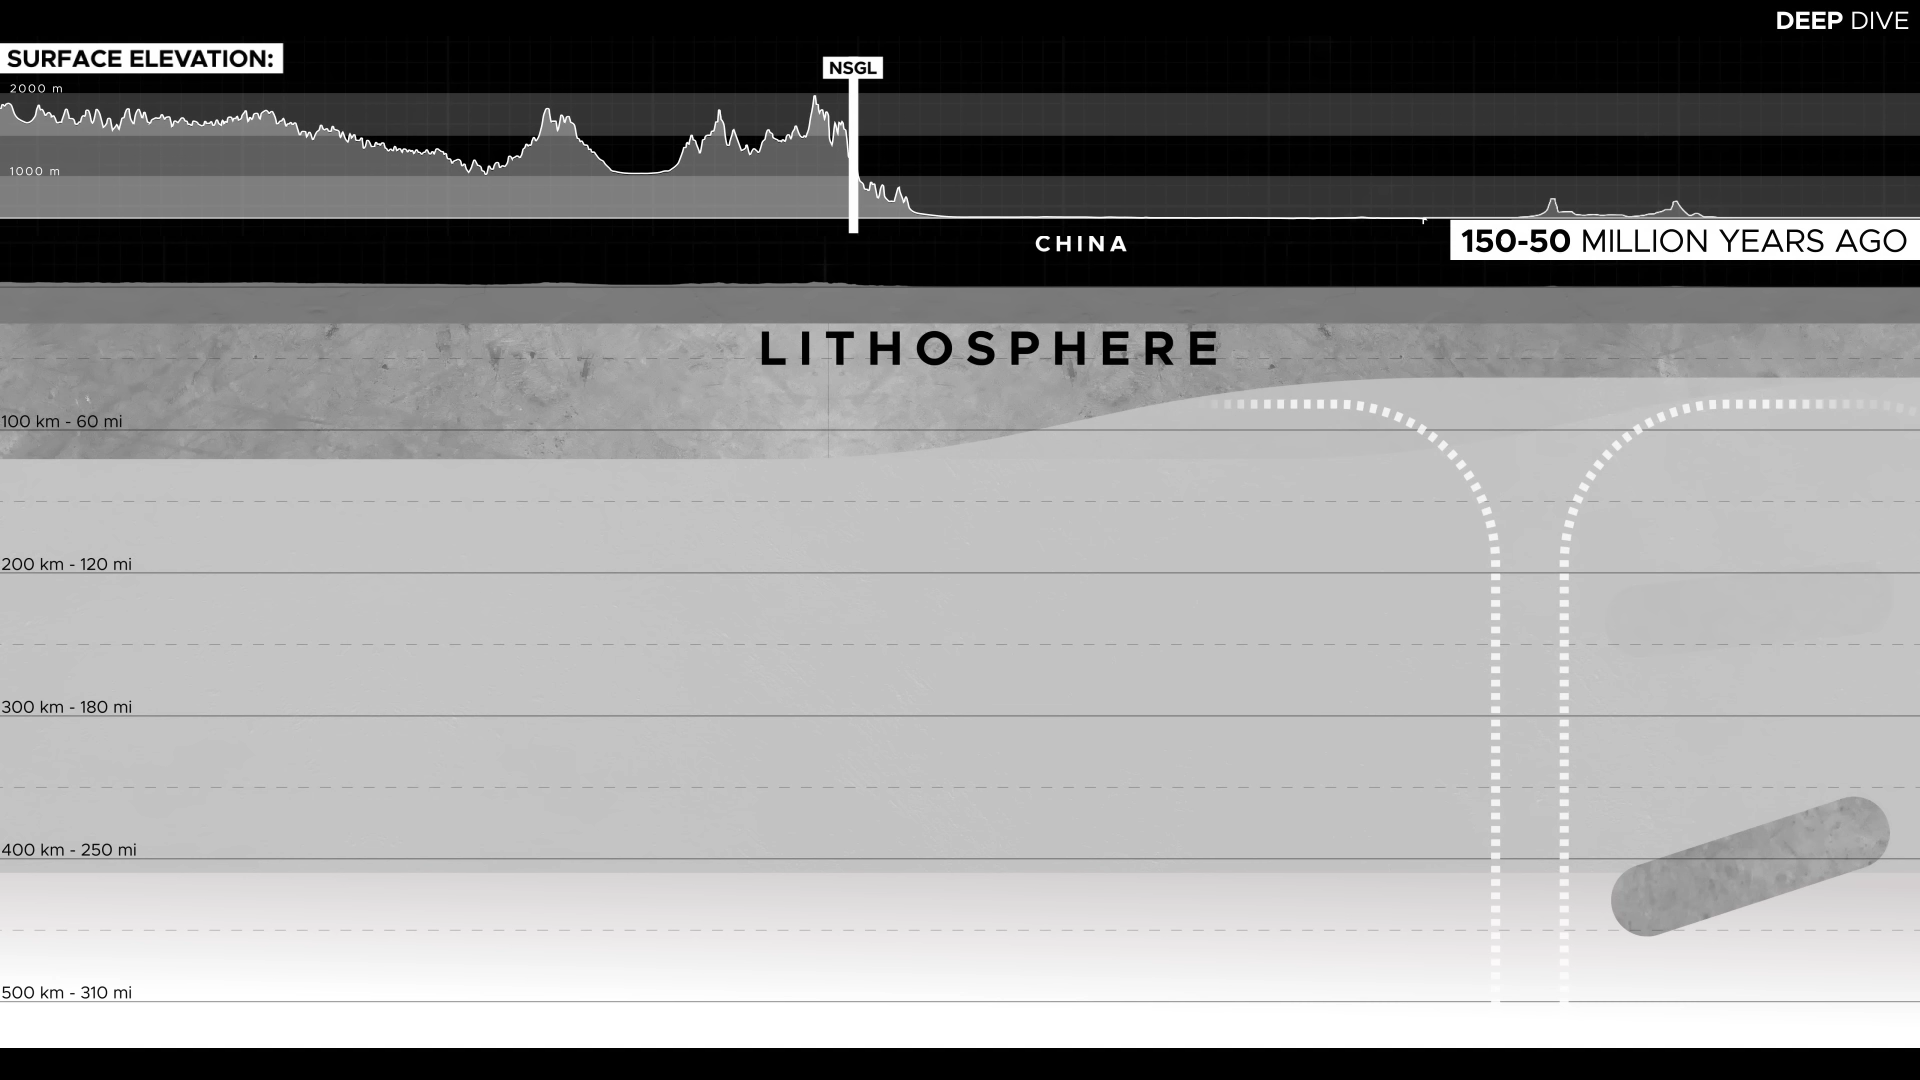 DEEP DIVE
SURFACE ELEVATION:
NSGL
2000 m
1000 m
CHINA
150-50 MILLION YEARS AGO
LITHOSPHERE
100 km - 60 mi
200 km - 120 mi
300 km - 180 mi
400 km - 250 mi
500 km - 310 mi